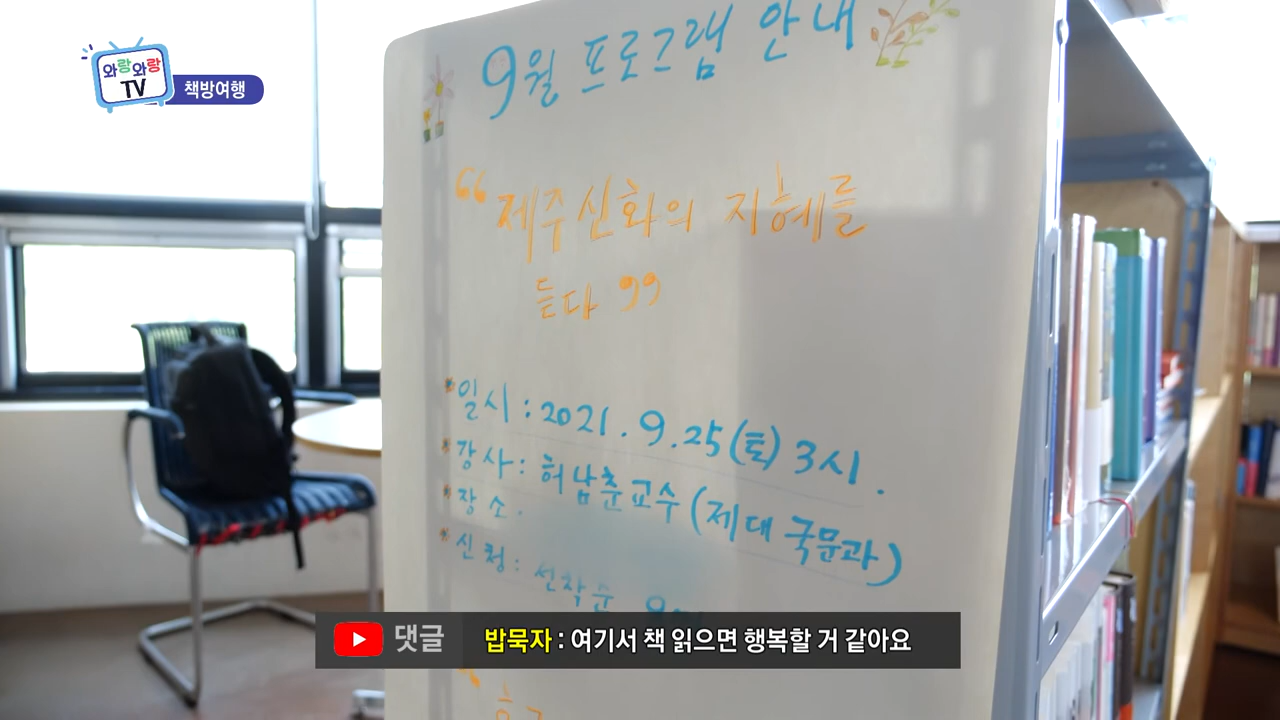 와랑와랑
TV
책방여행
9월 프로그램 안내
“제주신화의 지혜를
듣다”
*일시 : 2021. 9. 25(토) 3시.
*강사 : 허남춘교수(제대 국문과)
*장소.
*신청 : 선착순
댓글
밥묵자 : 여기서 책 읽으면 행복할 거 같아요